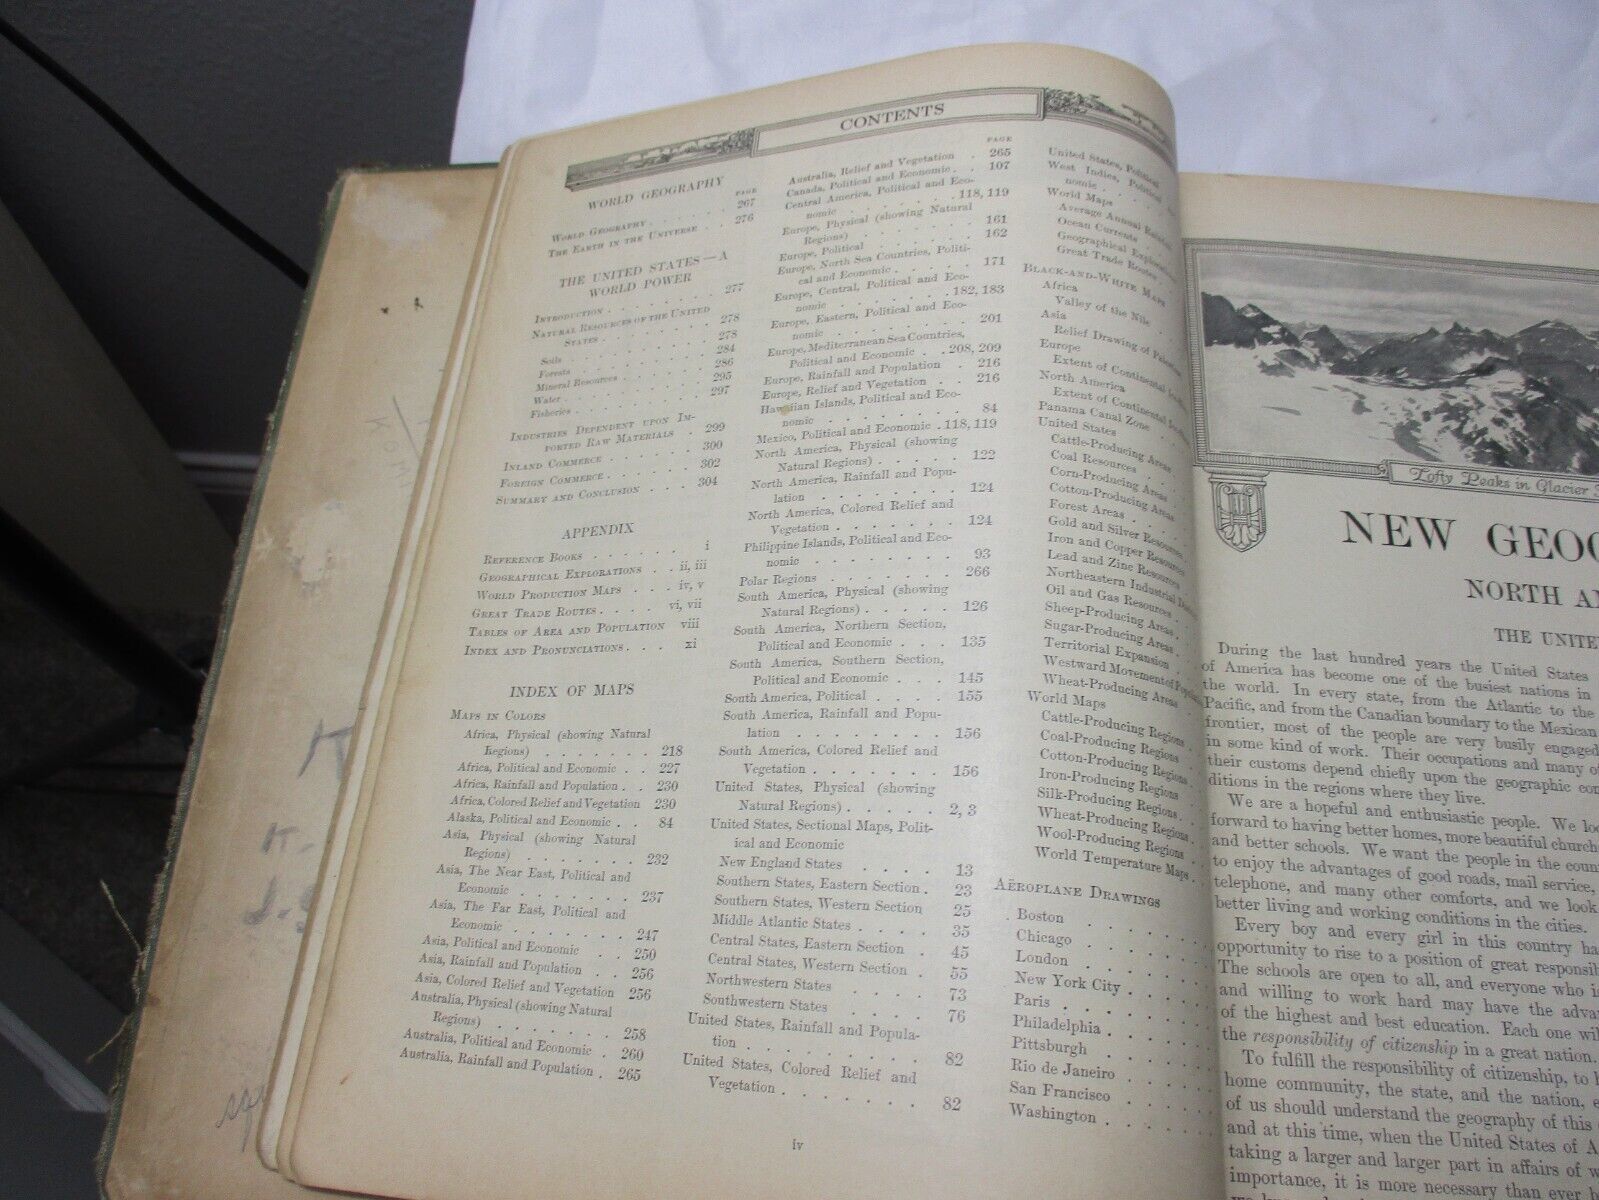 CONTENTS
WORLD GEOGRAPHY
PAGE
WORLD GEOGRAPHY . . . . . . 267
THE EARTH IN THE UNIVERSE . . 276
THE UNITED STATES—A
WORLD POWER
INTRODUCTION . . . . . . . . 277
NATURAL RESOURCES OF THE UNITED
STATES . . . . . . . . 278
Soils . . . . . . . . 278
Forests . . . . . . . . 284
Mineral Resources . . . . . . 286
Water . . . . . . . . 295
Fisheries . . . . . . . . 297
INDUSTRIES DEPENDENT UPON IM-
PORTED RAW MATERIALS . 299
INLAND COMMERCE . . . . . . 300
FOREIGN COMMERCE . . . . . . 302
SUMMARY AND CONCLUSION . . . 304
APPENDIX
REFERENCE BOOKS . . . . . . i
GEOGRAPHICAL EXPLORATIONS . . ii, iii
WORLD PRODUCTION MAPS . . . iv, v
GREAT TRADE ROUTES . . . . vi, vii
TABLES OF AREA AND POPULATION viii
INDEX AND PRONUNCIATIONS . . . xi
INDEX OF MAPS
MAPS IN COLORS
Africa, Physical (showing Natural
Regions) . . . . . . . 218
Africa, Political and Economic . . 227
Africa, Rainfall and Population . . 230
Africa, Colored Relief and Vegetation 230
Alaska, Political and Economic . . 84
Asia, Physical (showing Natural
Regions) . . . . . . . 232
Asia, The Near East, Political and
Economic . . . . . . 237
Asia, The Far East, Political and
Economic . . . . . . 247
Asia, Political and Economic . . 250
Asia, Rainfall and Population . . 256
Asia, Colored Relief and Vegetation 256
Australia, Physical (showing Natural
Regions) . . . . . . . 258
Australia, Political and Economic . 260
Australia, Rainfall and Population . 265
PAGE
Australia, Relief and Vegetation . 265
Canada, Political and Economic . . 107
Central America, Political and Eco-
nomic . . . . . . . 118, 119
Europe, Physical (showing Natural
Regions) . . . . . . . 161
Europe, Political . . . . . . 162
Europe, North Sea Countries, Politi-
cal and Economic . . . . . 171
Europe, Central, Political and Eco-
nomic . . . . . . . 182, 183
Europe, Eastern, Political and Eco-
nomic . . . . . . . 201
Europe, Mediterranean Sea Countries,
Political and Economic . . 208, 209
Europe, Rainfall and Population . 216
Europe, Relief and Vegetation . . 216
Hawaiian Islands, Political and Eco-
nomic . . . . . . . 84
Mexico, Political and Economic . 118, 119
North America, Physical (showing
Natural Regions) . . . . . 122
North America, Rainfall and Popu-
lation . . . . . . . . 124
North America, Colored Relief and
Vegetation . . . . . . . 124
Philippine Islands, Political and Eco-
nomic . . . . . . . . 93
Polar Regions . . . . . . . 266
South America, Physical (showing
Natural Regions) . . . . . 126
South America, Northern Section,
Political and Economic . . . 135
South America, Southern Section,
Political and Economic . . . 145
South America, Political . . . . 155
South America, Rainfall and Popu-
lation . . . . . . . . 156
South America, Colored Relief and
Vegetation . . . . . . . 156
United States, Physical (showing
Natural Regions) . . . . . 2, 3
United States, Sectional Maps, Polit-
ical and Economic
New England States . . . . 13
Southern States, Eastern Section . 23
Southern States, Western Section 25
Middle Atlantic States . . . . 35
Central States, Eastern Section . 45
Central States, Western Section . 55
Northwestern States . . . . 73
Southwestern States . . . . 76
United States, Rainfall and Popula-
tion . . . . . . . . 82
United States, Colored Relief and
Vegetation . . . . . . . 82
United States, Political
West Indies, Political
nomic . . . .
World Maps
Average Annual Rainfall
Ocean Currents
Geographical
Great Trade Routes
BLACK-AND-WHITE MAPS
Africa
Valley of the Nile
Asia
Relief Drawing of
Europe
Extent of Continental
North America
Extent of Continental
Panama Canal Zone
United States
Cattle-Producing Areas
Coal Resources
Corn-Producing Areas
Cotton-Producing Areas
Forest Areas . . . .
Gold and Silver Resources
Iron and Copper Resources
Lead and Zinc Resources
Northeastern Industrial
Oil and Gas Resources
Sheep-Producing Areas .
Sugar-Producing Areas .
Territorial Expansion
Westward Movement of
Wheat-Producing Areas
World Maps
Cattle-Producing Regions
Coal-Producing Regions
Cotton-Producing Regions
Iron-Producing Regions
Silk-Producing Regions .
Wheat-Producing Regions
Wool-Producing Regions
World Temperature Maps .
AËROPLANE DRAWINGS
Boston . . . .
Chicago . . . .
London . . . .
New York City . . .
Paris . . . .
Philadelphia . . . .
Pittsburgh . . . .
Rio de Janeiro . . .
San Francisco . . .
Washington . . . .
iv
Lofty Peaks in Glacier
NEW
NORTH
THE
During the last hundred years the United States
of America has become one of the busiest nations in
the world. In every state, from the Atlantic to the
Pacific, and from the Canadian boundary to the Mexican
frontier, most of the people are very busily engaged
in some kind of work. Their occupations and many of
their customs depend chiefly upon the geographic con-
ditions in the regions where they live.
We are a hopeful and enthusiastic people. We
forward to having better homes, more beautiful
and better schools. We want the people in the
to enjoy the advantages of good roads, mail service,
telephone, and many other comforts, and we
better living and working conditions in the cities.
Every boy and every girl in this country
opportunity to rise to a position of great
The schools are open to all, and everyone who
and willing to work hard may have the
of the highest and best education. Each one
the responsibility of citizenship in a great nation.
To fulfill the responsibility of citizenship, to
home community, the state, and the nation,
of us should understand the geography of this
and at this time, when the United States of
taking a larger and larger part in affairs of
importance, it is more necessary than ever